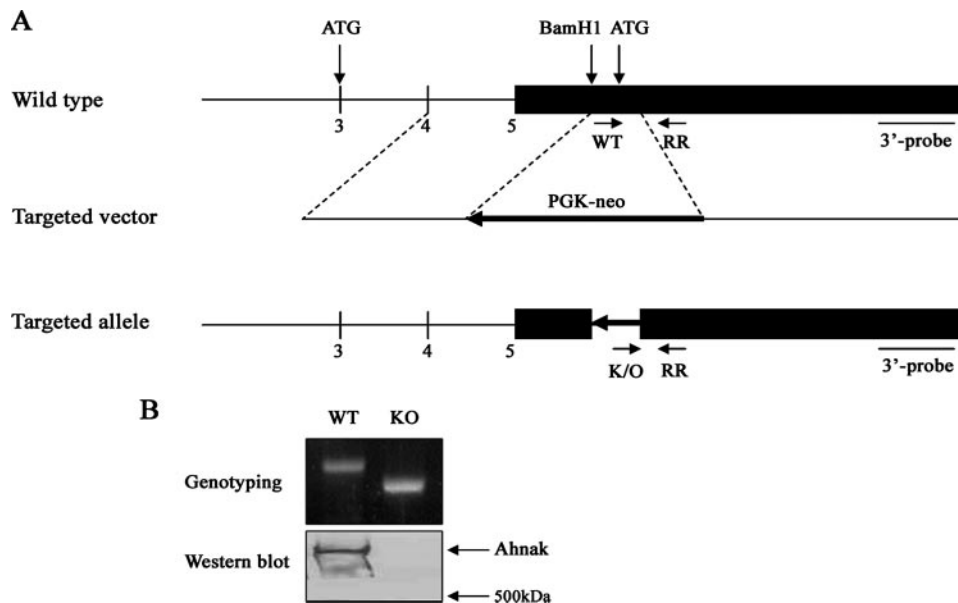 A
ATG BamH1 ATG
Wild type
3 4 5 WT RR 3’-probe
PGK-neo
Targeted vector
Targeted allele
3 4 5 K/O RR 3’-probe
B
WT KO
Genotyping
Western blot
Ahnak
500kDa